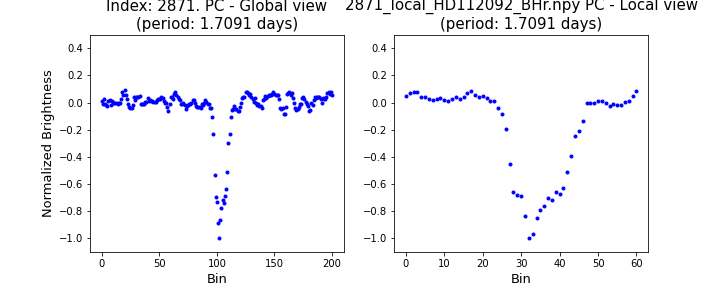 Index: 2871. PC - Global view
(period: 1.7091 days)
2871_local_HD112092_BHr.npy PC - Local view
(period: 1.7091 days)
Normalized Brightness
0.4
0.2
0.0
−0.2
−0.4
−0.6
−0.8
−1.0
0 50 100 150 200
Bin
0.4
0.2
0.0
−0.2
−0.4
−0.6
−0.8
−1.0
0 10 20 30 40 50 60
Bin